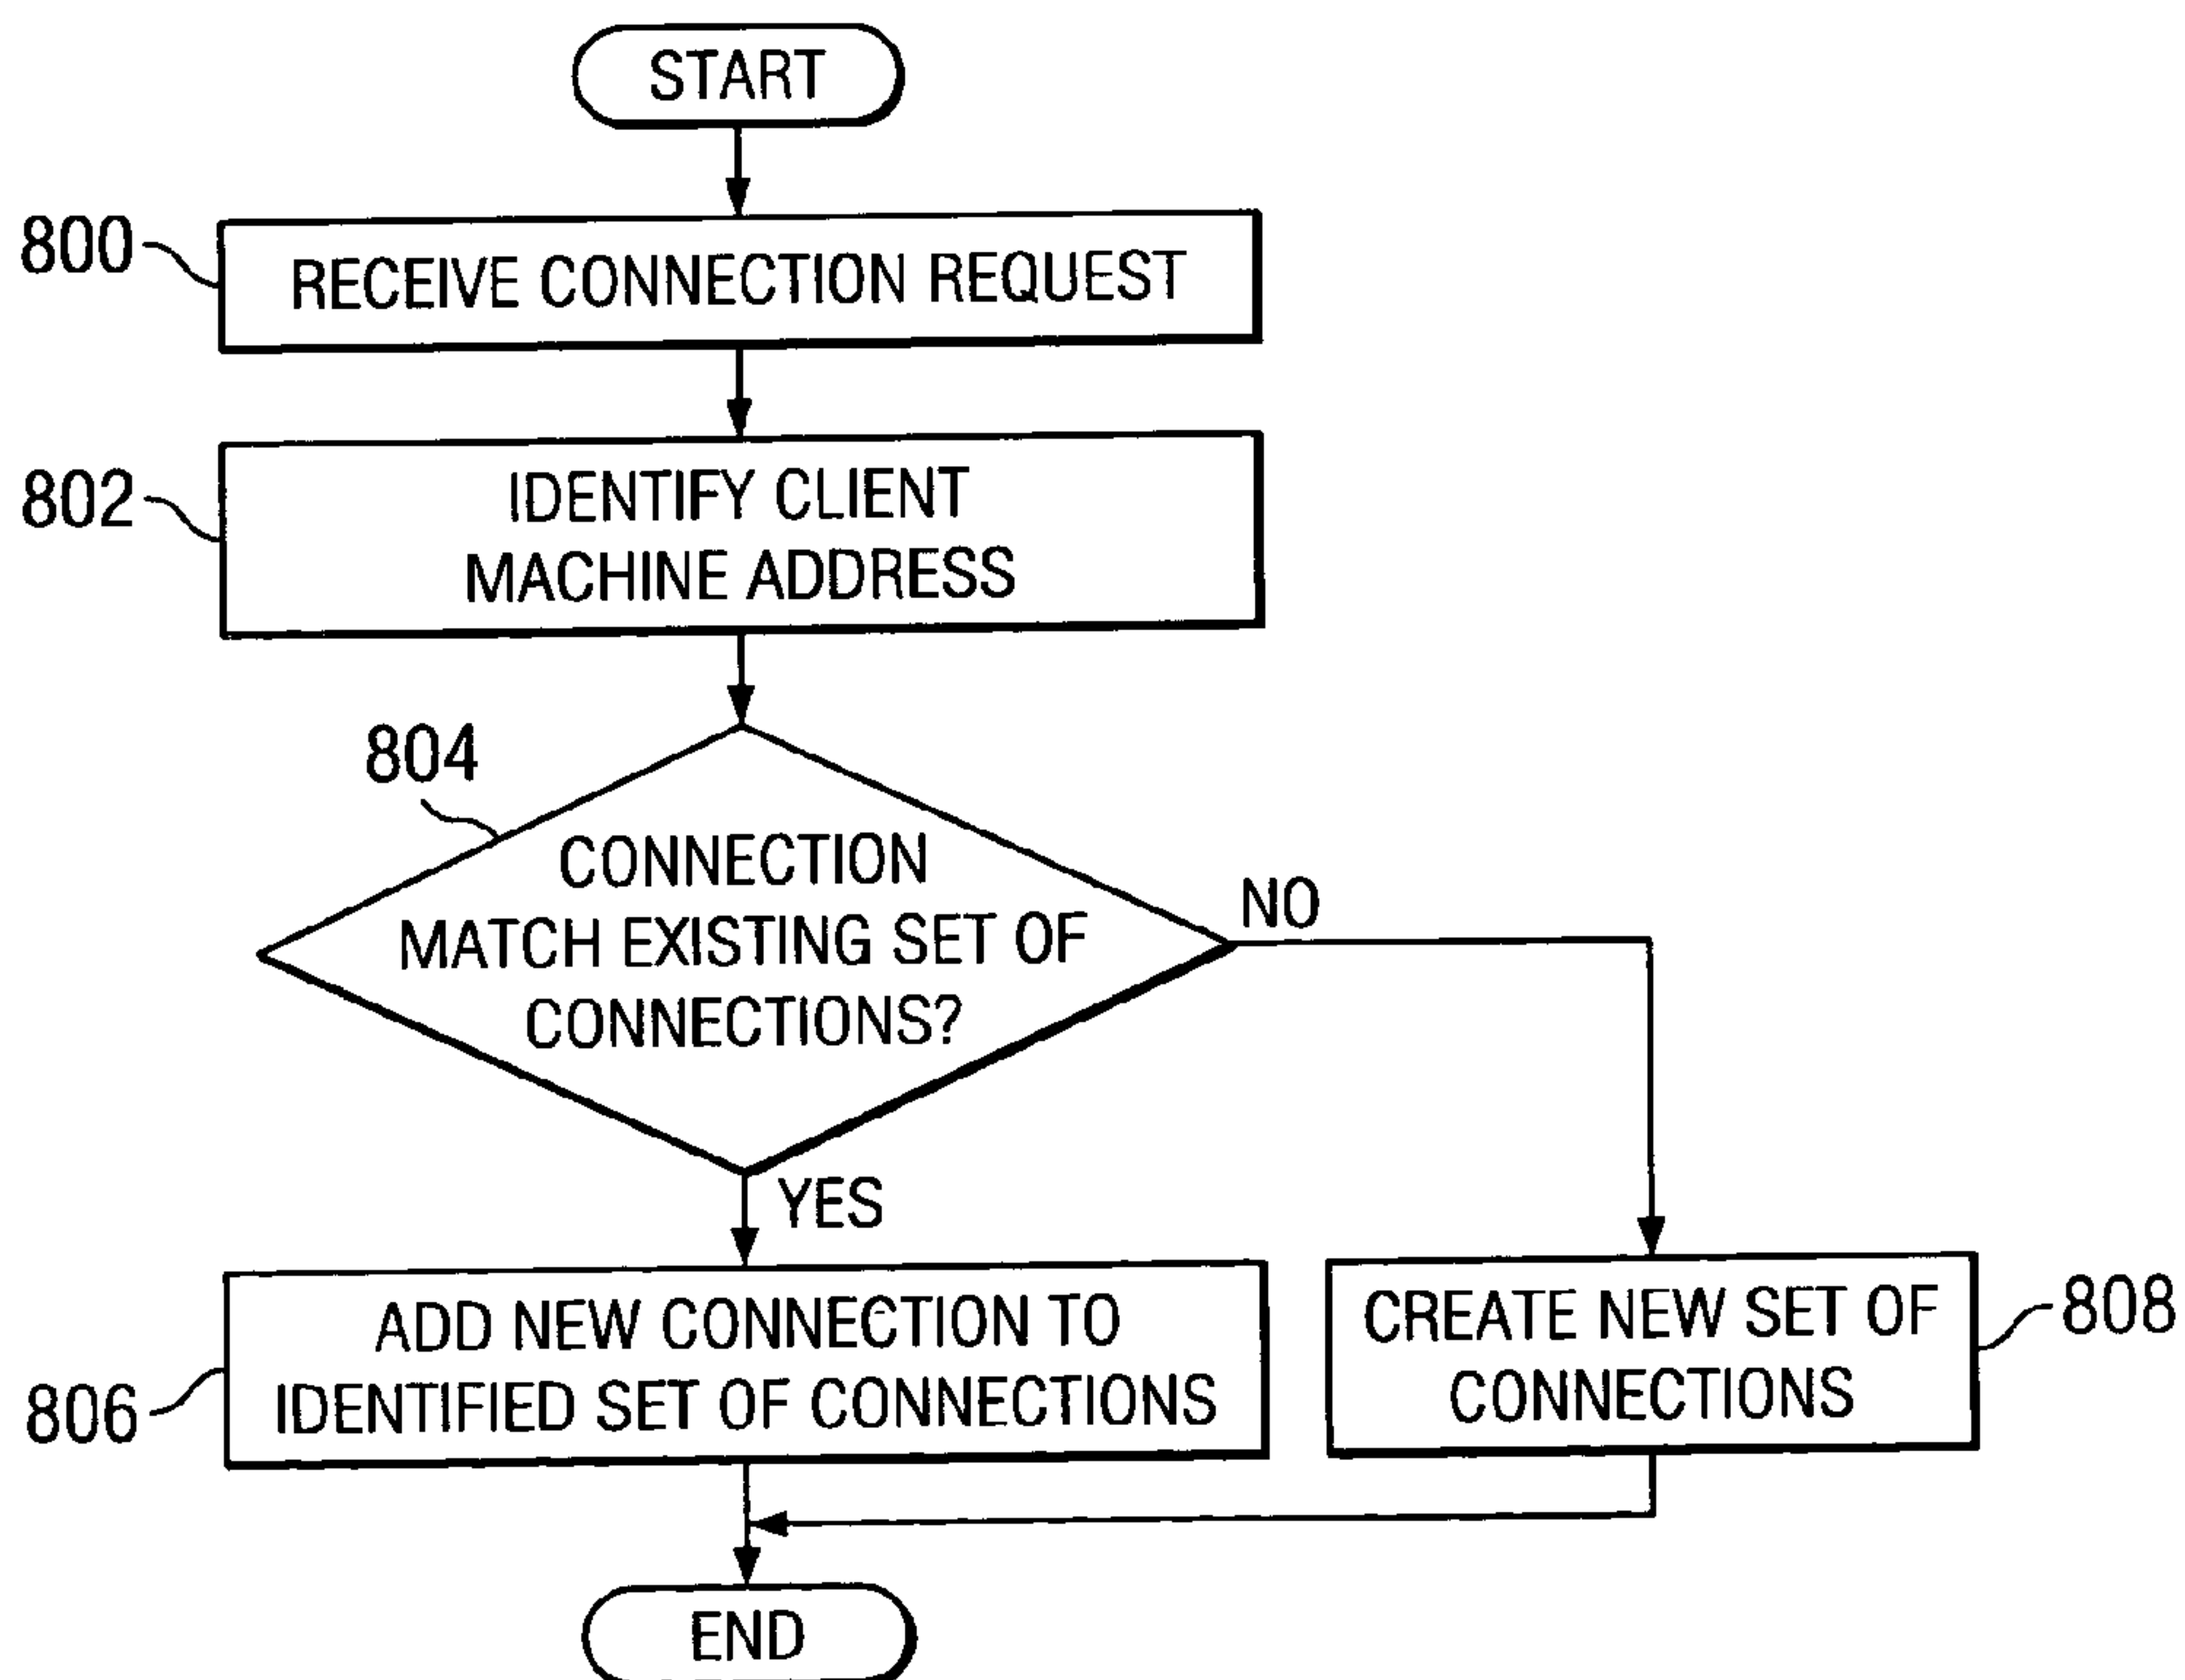 START
800
RECEIVE CONNECTION REQUEST
802
IDENTIFY CLIENT
MACHINE ADDRESS
804
CONNECTION
MATCH EXISTING SET OF
CONNECTIONS?
NO
YES
806
ADD NEW CONNECTION TO
IDENTIFIED SET OF CONNECTIONS
CREATE NEW SET OF
CONNECTIONS
808
END